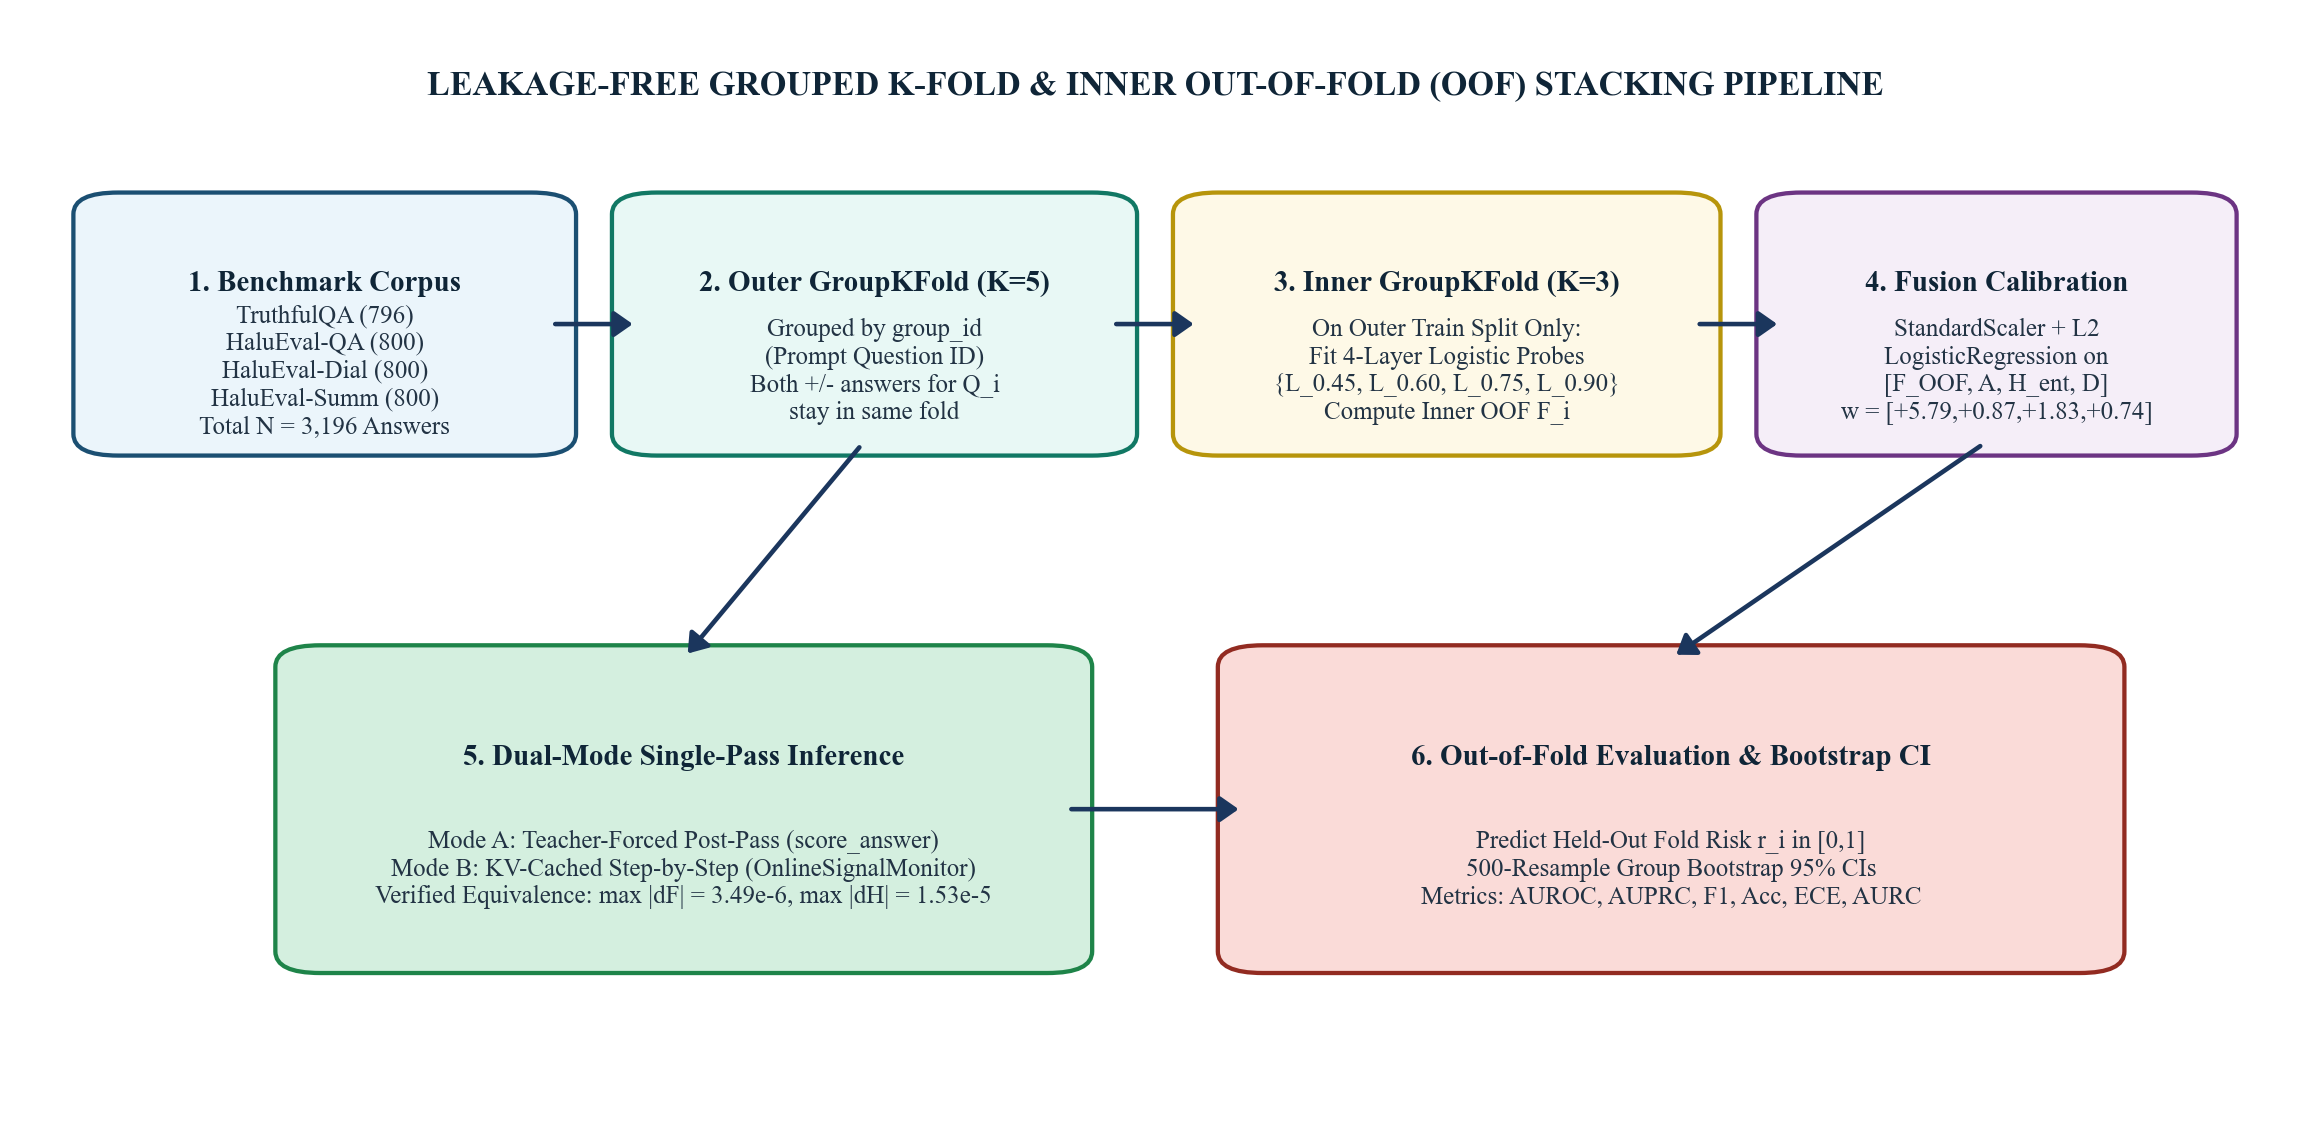 LEAKAGE-FREE GROUPED K-FOLD & INNER OUT-OF-FOLD (OOF) STACKING PIPELINE
1. Benchmark Corpus
TruthfulQA (796)
HaluEval-QA (800)
HaluEval-Dial (800)
HaluEval-Summ (800)
Total N = 3,196 Answers
2. Outer GroupKFold (K=5)
Grouped by group_id
(Prompt Question ID)
Both +/- answers for Q_i
stay in same fold
3. Inner GroupKFold (K=3)
On Outer Train Split Only:
Fit 4-Layer Logistic Probes
{L_0.45, L_0.60, L_0.75, L_0.90}
Compute Inner OOF F_i
4. Fusion Calibration
StandardScaler + L2
LogisticRegression on
[F_OOF, A, H_ent, D]
w = [+5.79,+0.87,+1.83,+0.74]
5. Dual-Mode Single-Pass Inference
Mode A: Teacher-Forced Post-Pass (score_answer)
Mode B: KV-Cached Step-by-Step (OnlineSignalMonitor)
Verified Equivalence: max |dF| = 3.49e-6, max |dH| = 1.53e-5
6. Out-of-Fold Evaluation & Bootstrap CI
Predict Held-Out Fold Risk r_i in [0,1]
500-Resample Group Bootstrap 95% CIs
Metrics: AUROC, AUPRC, F1, Acc, ECE, AURC